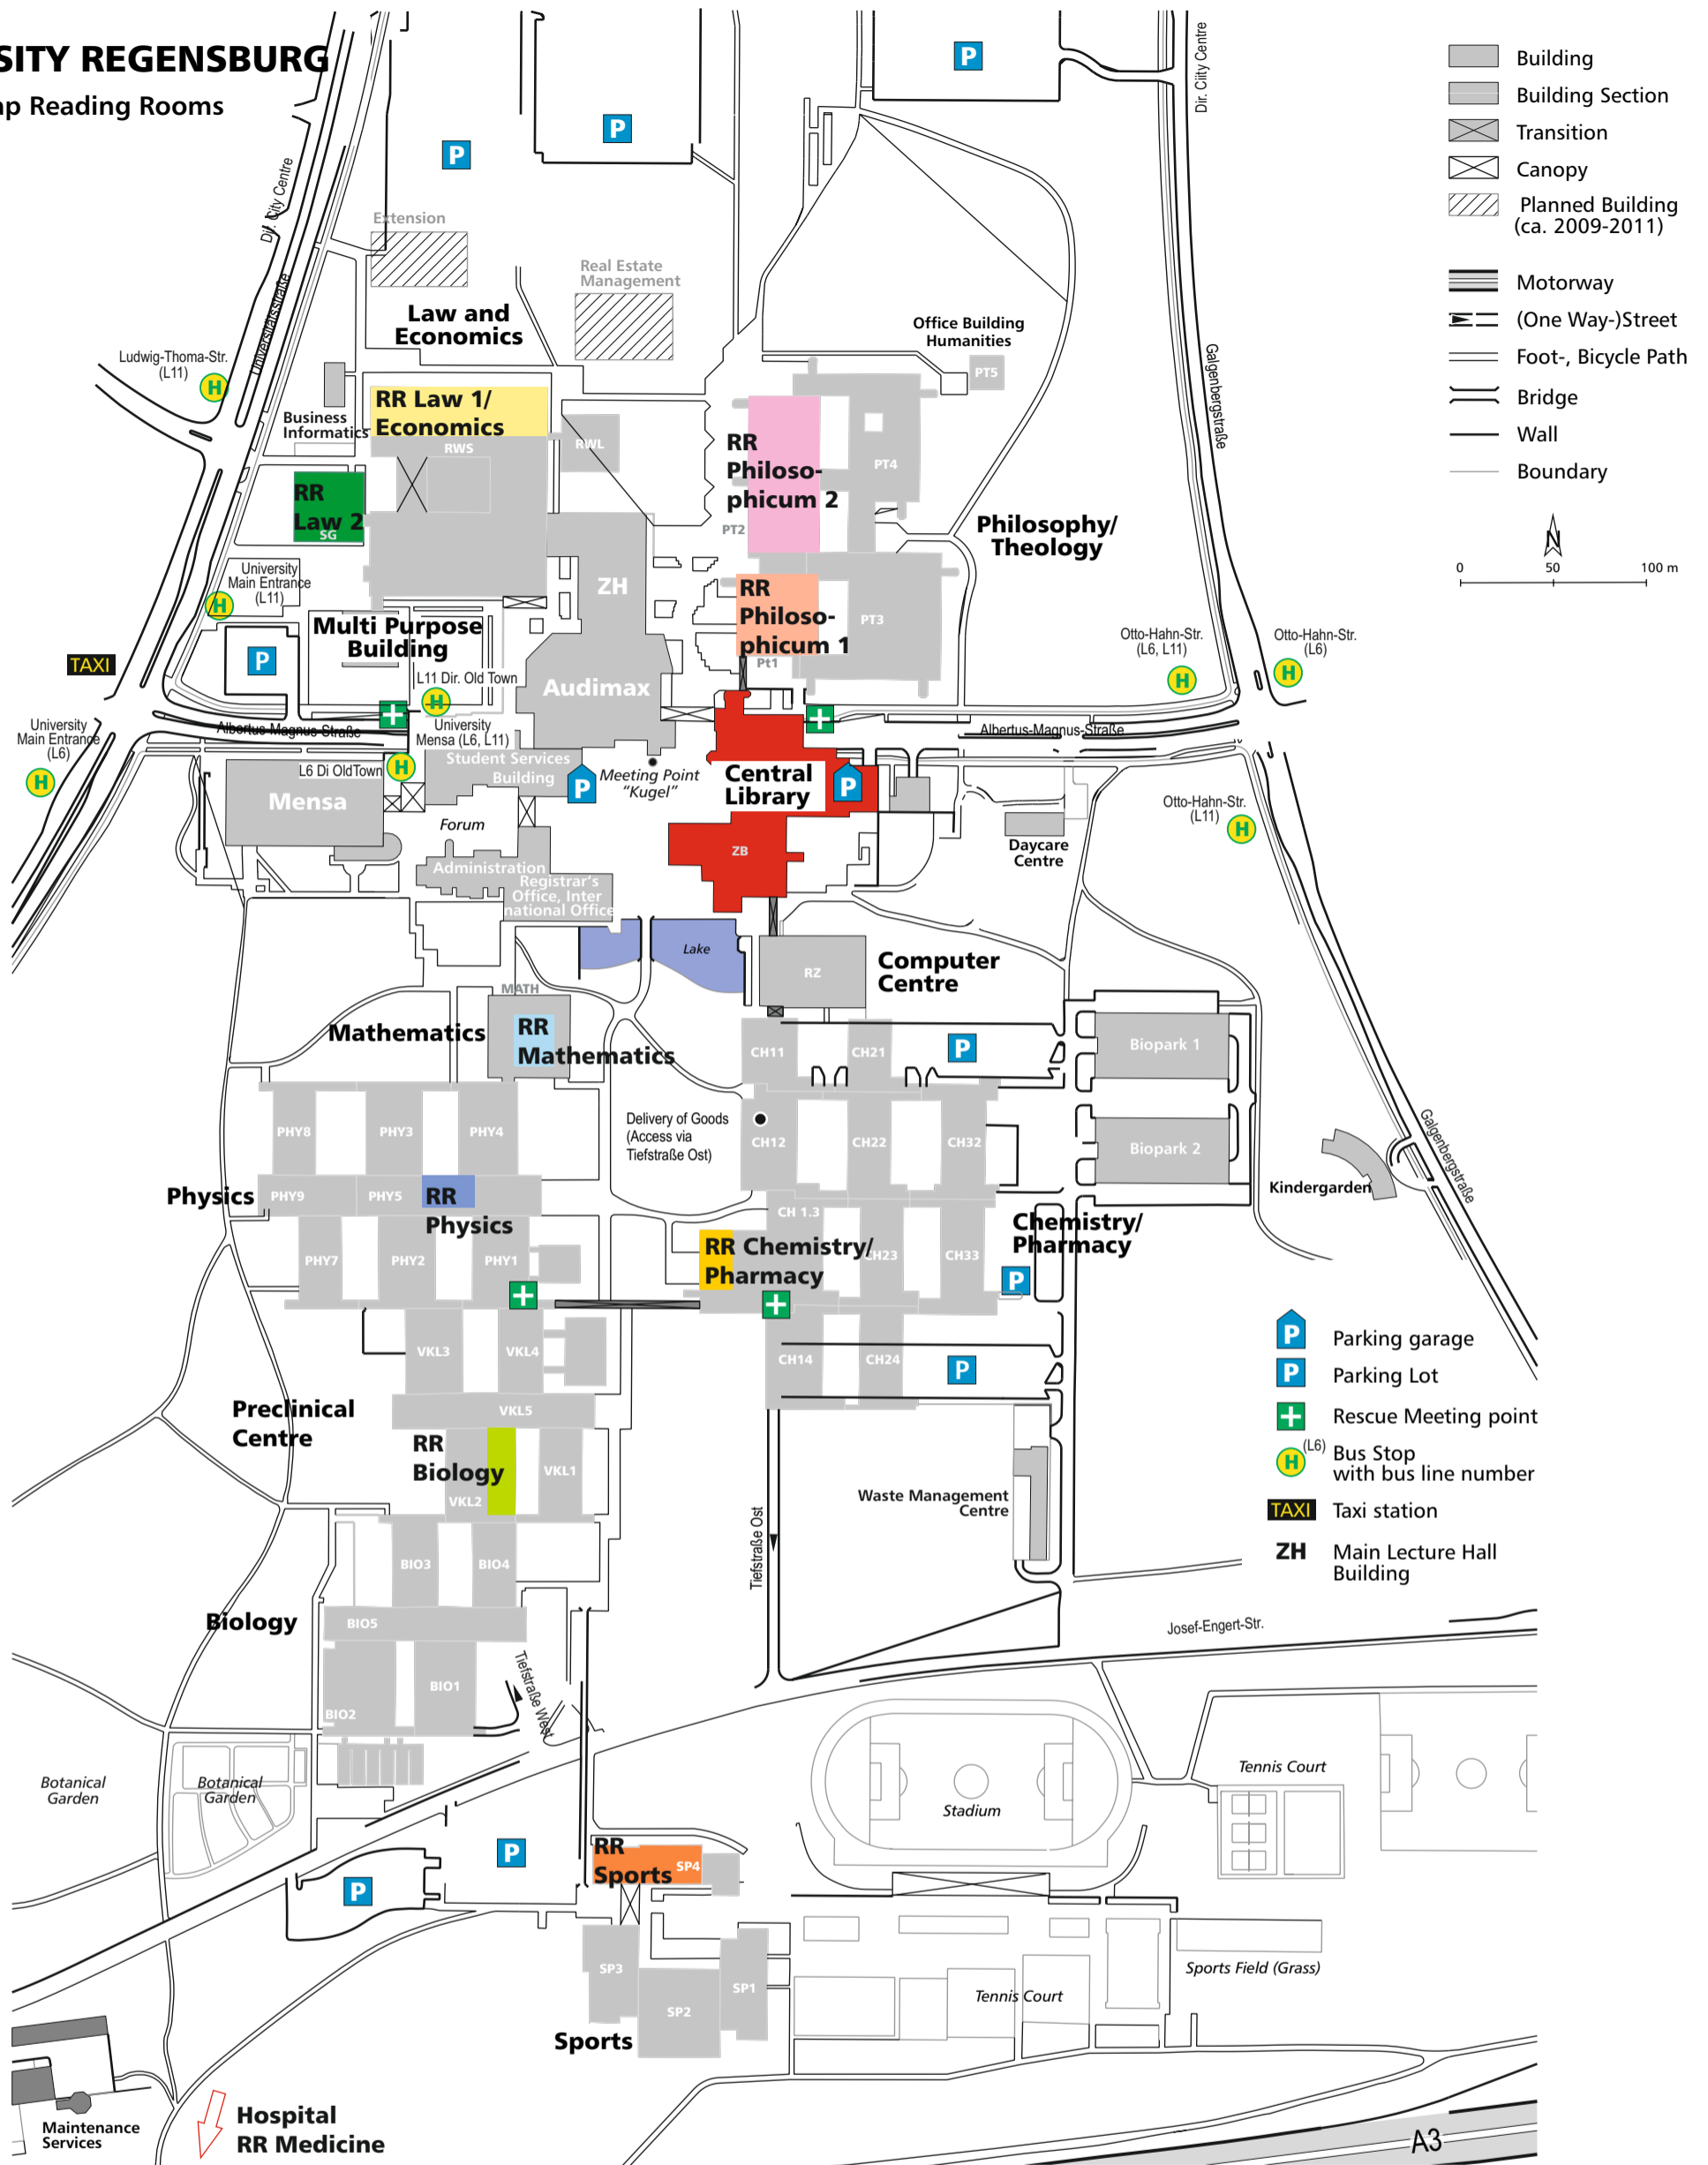 SITY REGENSBURG
ap Reading Rooms
P
P
P
Dir. Ciity Centre
Dir. City Centre
Building
Building Section
Transition
Canopy
Planned Building
(ca. 2009-2011)
Motorway
(One Way-)Street
Foot-, Bicycle Path
Bridge
Wall
Boundary
N
0 50 100 m
Extension
Real Estate
Management
Law and
Economics
Office Building
Humanities
PT5
Universitätsstraße
Galgenbergstraße
Ludwig-Thoma-Str.
(L11)
H
Business
Informatics
RR Law 1/
Economics
RWS
RWL
RR
Law 2
SG
RR
Philoso-
phicum 2
PT2
PT4
Philosophy/
Theology
University
Main Entrance
(L11)
H
ZH
RR
Philoso-
phicum 1
Pt1
PT3
Multi Purpose
Building
P
TAXI
L11 Dir. Old Town
H
Audimax
Otto-Hahn-Str.
(L6, L11)
H
Otto-Hahn-Str.
(L6)
H
University
Main Entrance
(L6)
H
Albertus-Magnus-Straße
University
Mensa (L6, L11)
Albertus-Magnus-Straße
L6 Di OldTown
H
Student Services
Building
P
Meeting Point
"Kugel"
Central
Library
P
Mensa
Forum
ZB
Otto-Hahn-Str.
(L11)
H
Daycare
Centre
Administration
Registrar's
Office, Inter
national Office
Lake
RZ
Computer
Centre
MATH
Mathematics
RR
Mathematics
CH11
CH21
P
Biopark 1
PHY8
PHY3
PHY4
Delivery of Goods
(Access via
Tiefstraße Ost)
CH12
CH22
CH32
Biopark 2
Galgenbergstraße
Kindergarden
Physics
PHY9
PHY5
RR
Physics
CH 1.3
Chemistry/
Pharmacy
PHY7
PHY2
PHY1
RR Chemistry/
Pharmacy
CH23
CH33
P
VKL3
VKL4
CH14
CH24
P
P Parking garage
P Parking Lot
Rescue Meeting point
H (L6) Bus Stop
with bus line number
TAXI Taxi station
ZH Main Lecture Hall
Building
Preclinical
Centre
VKL5
RR
Biology
VKL2
VKL1
Waste Management
Centre
Tiefstraße Ost
BIO3
BIO4
Biology
BIO5
Josef-Engert-Str.
BIO2
BIO1
Tiefstraße West
Botanical
Garden
Botanical
Garden
Stadium
Tennis Court
P
P
RR
Sports
SP4
SP3
SP2
SP1
Sports
Tennis Court
Sports Field (Grass)
Maintenance
Services
Hospital
RR Medicine
A3